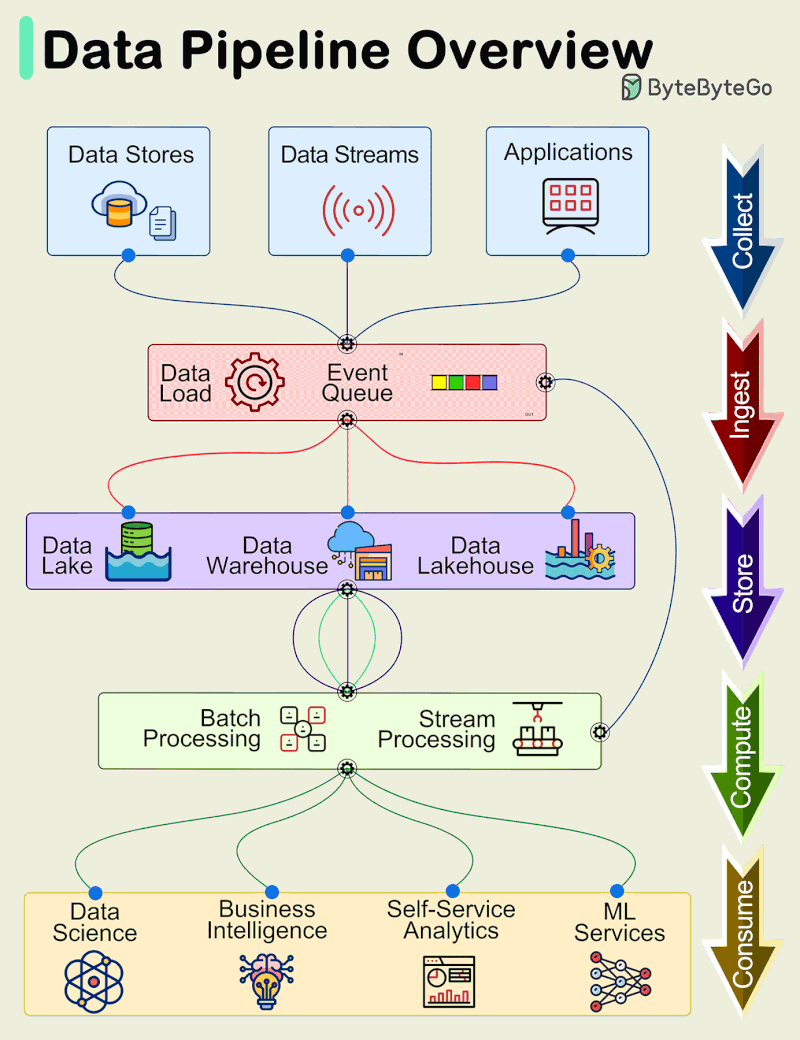 Data Pipeline Overview
ByteByteGo
Data Stores
Data Streams
Applications
Collect
Data
Load
Event
Queue
IN
OUT
Ingest
Data
Lake
Data
Warehouse
Data
Lakehouse
Store
Batch
Processing
Stream
Processing
Compute
Data
Science
Business
Intelligence
Self-Service
Analytics
ML
Services
Consume